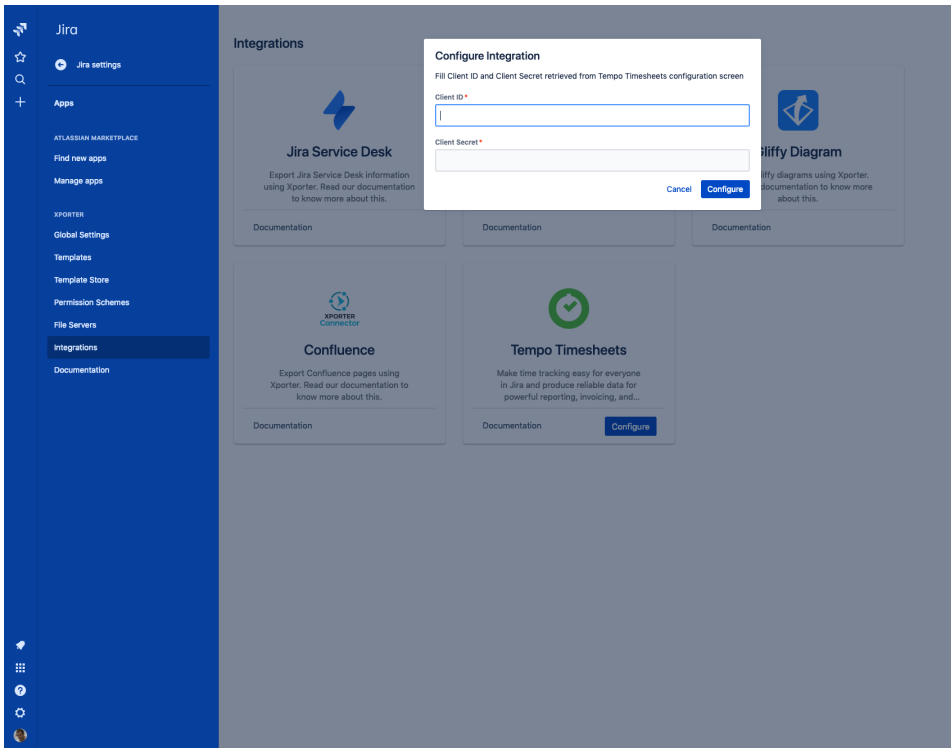 Jira
Jira settings
Apps
ATLASSIAN MARKETPLACE
Find new apps
Manage apps
XPORTER
Global Settings
Templates
Template Store
Permission Schemes
File Servers
Integrations
Documentation
Integrations
Configure Integration
Fill Client ID and Client Secret retrieved from Tempo Timesheets configuration screen
Client ID *
Client Secret *
Cancel
Configure
Jira Service Desk
Export Jira Service Desk information
using Xporter. Read our documentation
to know more about this.
Documentation
Documentation
Diagram
diagrams using Xporter.
documentation to know more
about this.
Documentation
XPORTER
Connector
Confluence
Export Confluence pages using
Xporter. Read our documentation to
know more about this.
Documentation
Tempo Timesheets
Make time tracking easy for everyone
in Jira and produce reliable data for
powerful reporting, invoicing, and...
Documentation
Configure